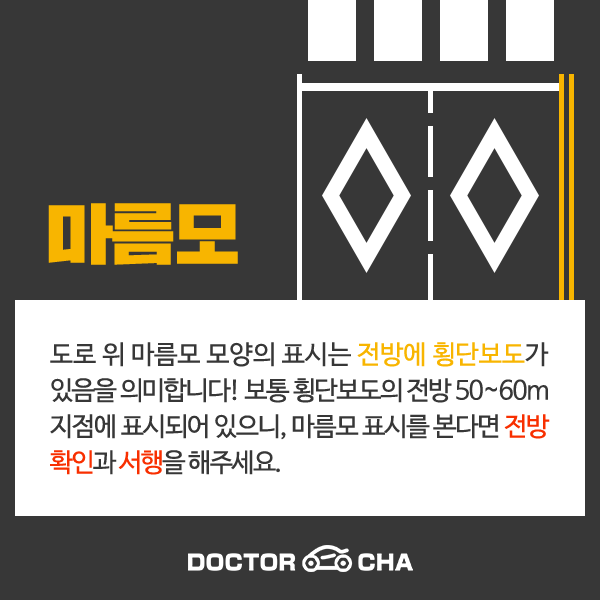 마름모
도로 위 마름모 모양의 표시는 전방에 횡단보도가
있음을 의미합니다! 보통 횡단보도의 전방 50~60m
지점에 표시되어 있으니, 마름모 표시를 본다면 전방
확인과 서행을 해주세요.
DOCTOR CHA